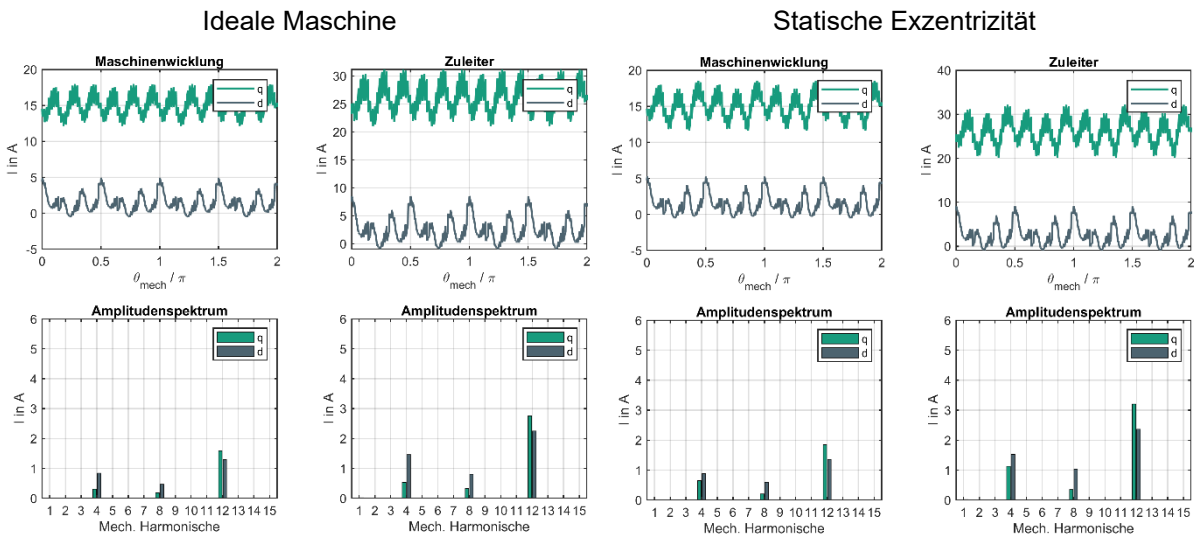 Ideale Maschine
Statische Exzentrizität
Maschinenwicklung
20
15
10
5
0
-5
I in A
q
d
0 0.5 1 1.5 2
θmech / π
Zuleiter
30
25
20
15
10
5
0
I in A
q
d
0 0.5 1 1.5 2
θmech / π
Maschinenwicklung
20
15
10
5
0
-5
I in A
q
d
0 0.5 1 1.5 2
θmech / π
Zuleiter
40
30
20
10
0
I in A
q
d
0 0.5 1 1.5 2
θmech / π
Amplitudenspektrum
6
5
4
3
2
1
0
I in A
q
d
1 2 3 4 5 6 7 8 9 10 11 12 13 14 15
Mech. Harmonische
Amplitudenspektrum
6
5
4
3
2
1
0
I in A
q
d
1 2 3 4 5 6 7 8 9 10 11 12 13 14 15
Mech. Harmonische
Amplitudenspektrum
6
5
4
3
2
1
0
I in A
q
d
1 2 3 4 5 6 7 8 9 10 11 12 13 14 15
Mech. Harmonische
Amplitudenspektrum
6
5
4
3
2
1
0
I in A
q
d
1 2 3 4 5 6 7 8 9 10 11 12 13 14 15
Mech. Harmonische